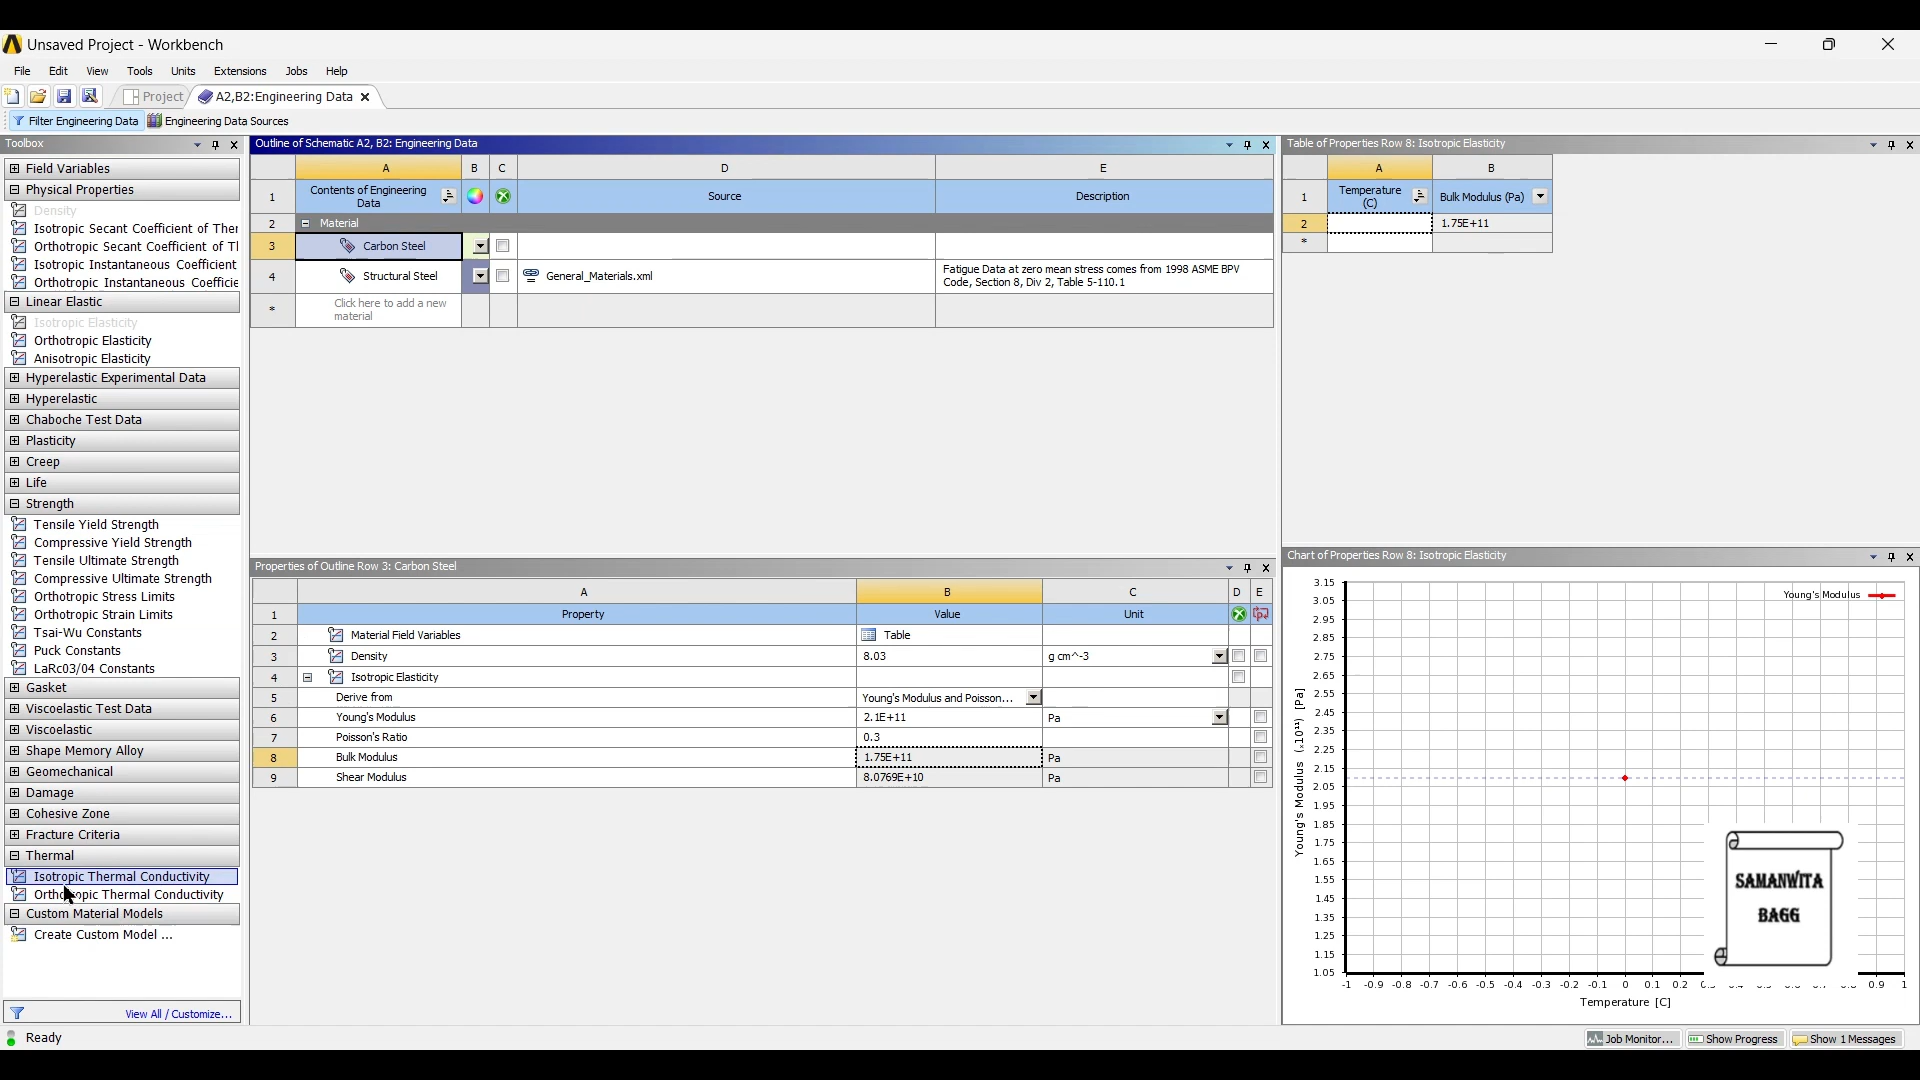 Unsaved Project - Workbench
File Edit View Tools Units Extensions Jobs Help
Project A2,B2:Engineering Data
Filter Engineering Data Engineering Data Sources
Toolbox
Field Variables
Physical Properties
Density
Isotropic Secant Coefficient of Ther
Orthotropic Secant Coefficient of Tl
Isotropic Instantaneous Coefficient
Orthotropic Instantaneous Coefficie
Linear Elastic
Isotropic Elasticity
Orthotropic Elasticity
Anisotropic Elasticity
Hyperelastic Experimental Data
Hyperelastic
Chaboche Test Data
Plasticity
Creep
Life
Strength
Tensile Yield Strength
Compressive Yield Strength
Tensile Ultimate Strength
Compressive Ultimate Strength
Orthotropic Stress Limits
Orthotropic Strain Limits
Tsai-Wu Constants
Puck Constants
LaRc03/04 Constants
Gasket
Viscoelastic Test Data
Viscoelastic
Shape Memory Alloy
Geomechanical
Damage
Cohesive Zone
Fracture Criteria
Thermal
Isotropic Thermal Conductivity
Orthotropic Thermal Conductivity
Custom Material Models
Create Custom Model ...
View All / Customize...
Ready
Outline of Schematic A2, B2: Engineering Data
A B C D E
1 Contents of Engineering Data Source Description
2 Material
3 Carbon Steel
4 Structural Steel General_Materials.xml Fatigue Data at zero mean stress comes from 1998 ASME BPV
Code, Section 8, Div 2, Table 5-110.1
* Click here to add a new
material
Properties of Outline Row 3: Carbon Steel
A B C D E
1 Property Value Unit
2 Material Field Variables Table
3 Density 8.03 g cm^-3
4 Isotropic Elasticity
5 Derive from Young's Modulus and Poisson...
6 Young's Modulus 2.1E+11 Pa
7 Poisson's Ratio 0.3
8 Bulk Modulus 1.75E+11 Pa
9 Shear Modulus 8.0769E+10 Pa
Table of Properties Row 8: Isotropic Elasticity
A B
1 Temperature (C) Bulk Modulus (Pa)
2 1.75E+11
*
Chart of Properties Row 8: Isotropic Elasticity
Young's Modulus
3.15
3.05
2.95
2.85
2.75
2.65
2.55
2.45
2.35
2.25
2.15
2.05
1.95
1.85
1.75
1.65
1.55
1.45
1.35
1.25
1.15
1.05
Young's Modulus (.10¹¹) [Pa]
-1 -0.9 -0.8 -0.7 -0.6 -0.5 -0.4 -0.3 -0.2 -0.1 0 0.1 0.2 0.9 1
Temperature [C]
SAMANWITA
BAGG
Job Monitor... Show Progress Show 1 Messages